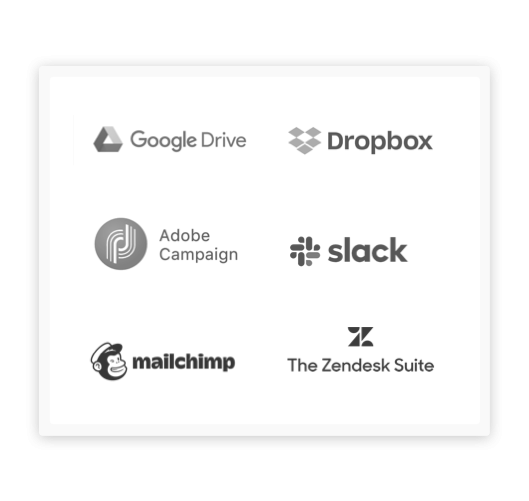 Google Drive
Dropbox
Adobe
Campaign
slack
mailchimp
The Zendesk Suite